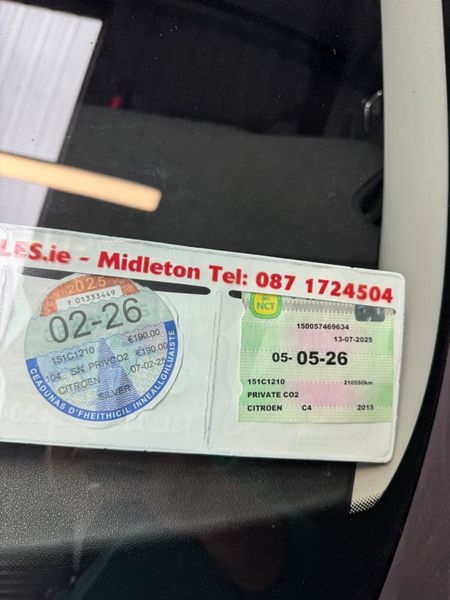 LES.ie - Midleton Tel: 087 1724504
2025
Y 01333449
02-26
€190.00
151C1210
104 SN PRIVCO2 €190.00
CITROEN 07-02-25
SILVER
CEADUNAS D'FHEITHICIL INNEALLGHLUAISTE
NCT
150057469634
13-07-2025
05- 05-26
151C1210 210550km
PRIVATE CO2
CITROEN C4 2015